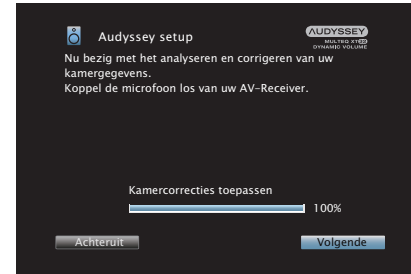 Audyssey setup
AUDYSSEY
MULTEQ XT32
DYNAMIC VOLUME
Nu bezig met het analyseren en corrigeren van uw
kamergegevens.
Koppel de microfoon los van uw AV-Receiver.
Kamercorrecties toepassen
100%
Achteruit
Volgende